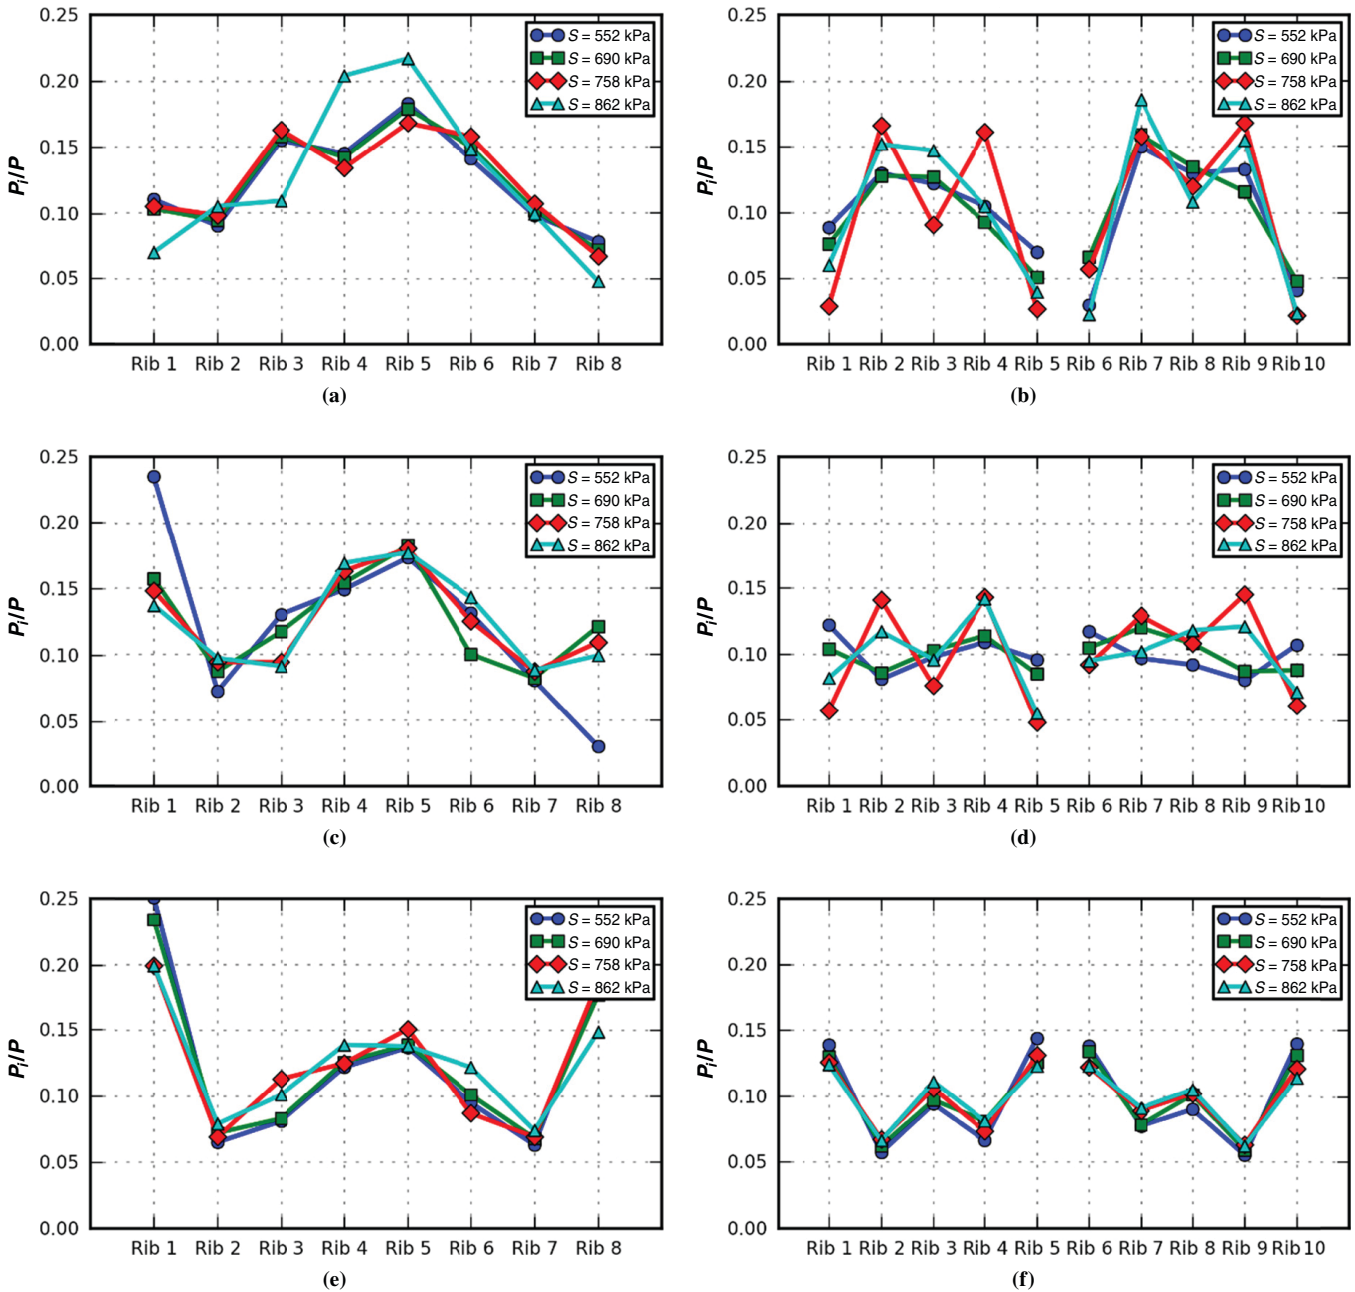 0.25
0.20
0.15
0.10
0.05
0.00
Pi/P
S = 552 kPa
S = 690 kPa
S = 758 kPa
S = 862 kPa
Rib 1 Rib 2 Rib 3 Rib 4 Rib 5 Rib 6 Rib 7 Rib 8
(a)
0.25
0.20
0.15
0.10
0.05
0.00
Pi/P
S = 552 kPa
S = 690 kPa
S = 758 kPa
S = 862 kPa
Rib 1 Rib 2 Rib 3 Rib 4 Rib 5 Rib 6 Rib 7 Rib 8 Rib 9 Rib 10
(b)
0.25
0.20
0.15
0.10
0.05
0.00
Pi/P
S = 552 kPa
S = 690 kPa
S = 758 kPa
S = 862 kPa
Rib 1 Rib 2 Rib 3 Rib 4 Rib 5 Rib 6 Rib 7 Rib 8
(c)
0.25
0.20
0.15
0.10
0.05
0.00
Pi/P
S = 552 kPa
S = 690 kPa
S = 758 kPa
S = 862 kPa
Rib 1 Rib 2 Rib 3 Rib 4 Rib 5 Rib 6 Rib 7 Rib 8 Rib 9 Rib 10
(d)
0.25
0.20
0.15
0.10
0.05
0.00
Pi/P
S = 552 kPa
S = 690 kPa
S = 758 kPa
S = 862 kPa
Rib 1 Rib 2 Rib 3 Rib 4 Rib 5 Rib 6 Rib 7 Rib 8
(e)
0.25
0.20
0.15
0.10
0.05
0.00
Pi/P
S = 552 kPa
S = 690 kPa
S = 758 kPa
S = 862 kPa
Rib 1 Rib 2 Rib 3 Rib 4 Rib 5 Rib 6 Rib 7 Rib 8 Rib 9 Rib 10
(f)